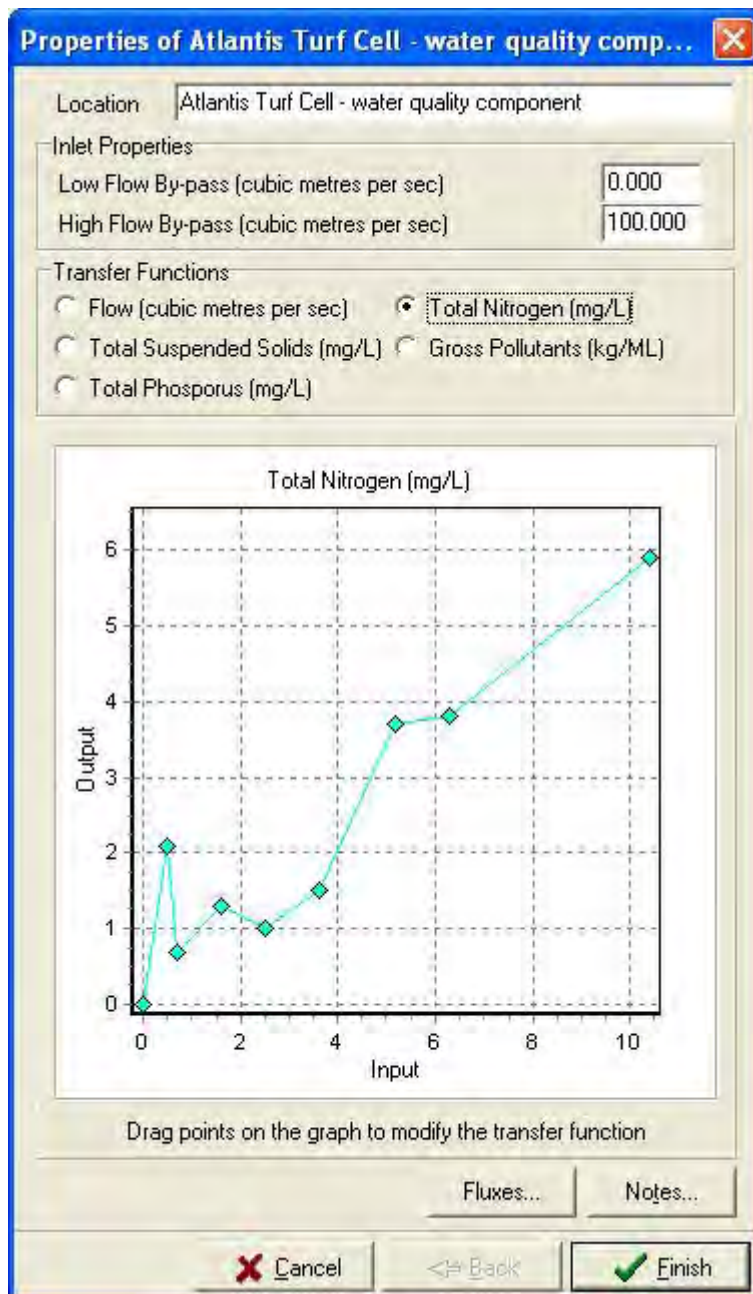 Properties of Atlantis Turf Cell - water quality comp...
Location Atlantis Turf Cell - water quality component
Inlet Properties
Low Flow By-pass (cubic metres per sec) 0.000
High Flow By-pass (cubic metres per sec) 100.000
Transfer Functions
Flow (cubic metres per sec) Total Nitrogen (mg/L)
Total Suspended Solids (mg/L) Gross Pollutants (kg/ML)
Total Phosporus (mg/L)
Total Nitrogen (mg/L)
6
5
4
3
2
1
0
Output
0 2 4 6 8 10
Input
Drag points on the graph to modify the transfer function
Fluxes... Notes...
Cancel Back Finish